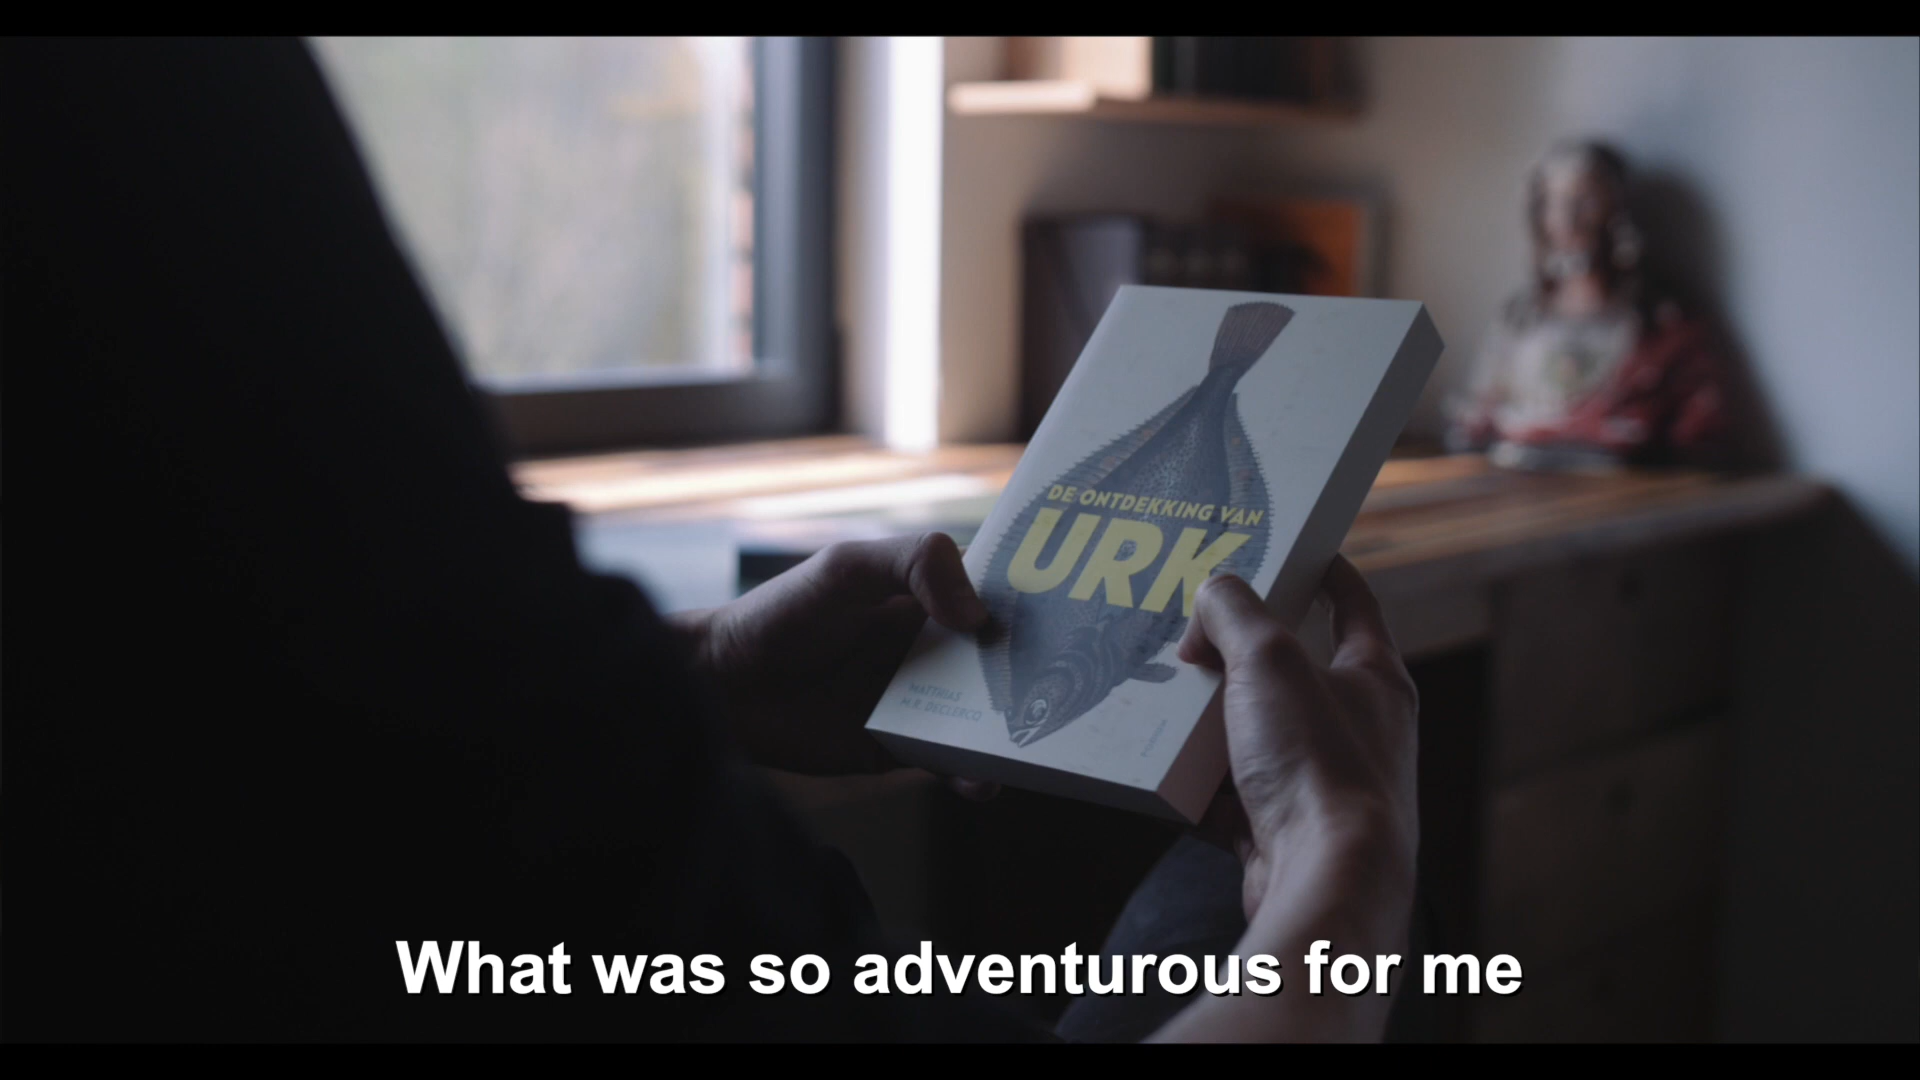 DE ONTDEKKING VAN
URK
MATTHIAS
M.R. DECLERCQ
What was so adventurous for me